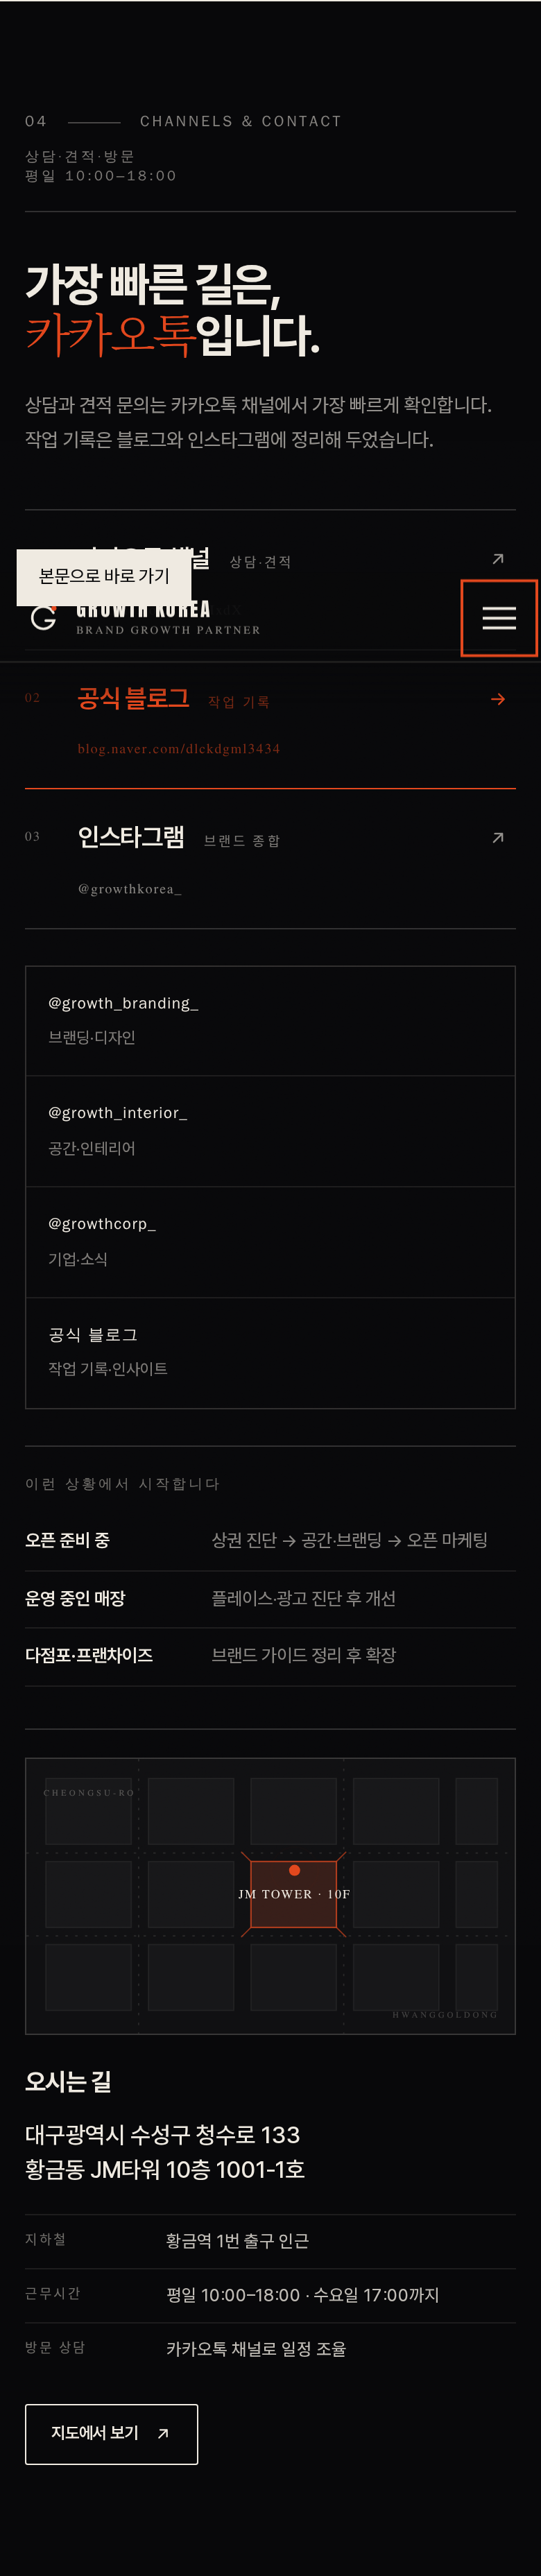 04 CHANNELS & CONTACT
상담·견적·방문
평일 10:00–18:00
가장 빠른 길은,
카카오톡입니다.
상담과 견적 문의는 카카오톡 채널에서 가장 빠르게 확인합니다.
작업 기록은 블로그와 인스타그램에 정리해 두었습니다.
상담·견적
본문으로 바로 가기
GROWTH KOREA
BRAND GROWTH PARTNER
02 공식 블로그 작업 기록
blog.naver.com/dlckdgml3434
03 인스타그램 브랜드 종합
@growthkorea_
@growth_branding_
브랜딩·디자인
@growth_interior_
공간·인테리어
@growthcorp_
기업·소식
공식 블로그
작업 기록·인사이트
이런 상황에서 시작합니다
오픈 준비 중 상권 진단 → 공간·브랜딩 → 오픈 마케팅
운영 중인 매장 플레이스·광고 진단 후 개선
다점포·프랜차이즈 브랜드 가이드 정리 후 확장
CHEONGSU-RO
JM TOWER · 10F
HWANGGOLDONG
오시는 길
대구광역시 수성구 청수로 133
황금동 JM타워 10층 1001-1호
지하철 황금역 1번 출구 인근
근무시간 평일 10:00–18:00 · 수요일 17:00까지
방문 상담 카카오톡 채널로 일정 조율
지도에서 보기